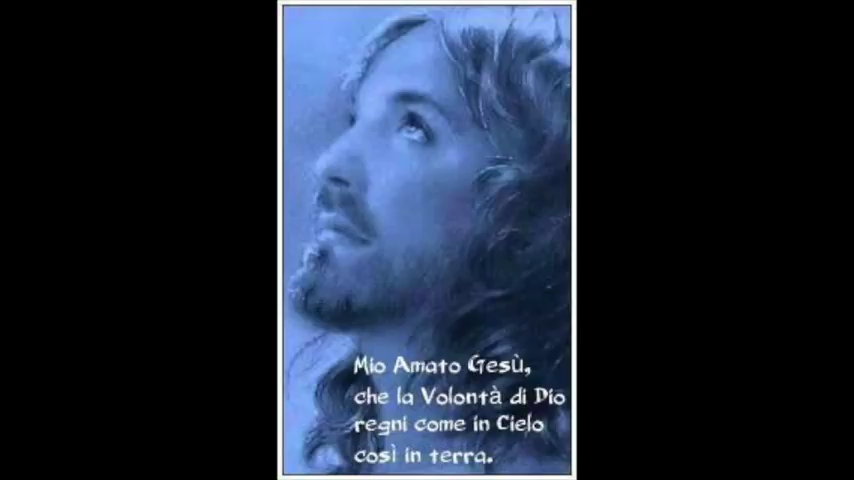 Mio Amato Gesù,
che la Volontà di Dio
regni come in Cielo
così in terra.